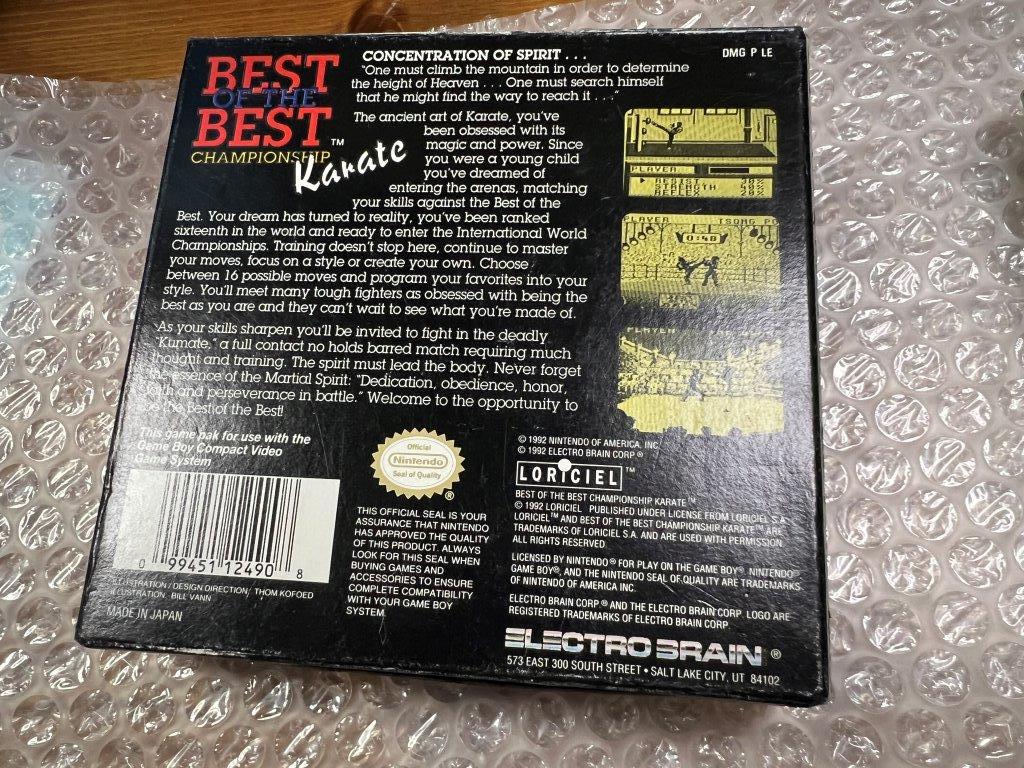 BEST
OF THE
BEST™
CHAMPIONSHIP
Karate
CONCENTRATION OF SPIRIT . . .
"One must climb the mountain in order to determine
the height of Heaven . . . One must search himself
that he might find the way to reach it . . ."
DMG P LE
The ancient art of Karate, you've
been obsessed with its
magic and power. Since
you were a young child
you've dreamed of
entering the arenas, matching
your skills against the Best of the
Best. Your dream has turned to reality, you've been ranked
sixteenth in the world and ready to enter the International World
Championships. Training doesn't stop here, continue to master
your moves, focus on a style or create your own. Choose
between 16 possible moves and program your favorites into your
style. You'll meet many tough fighters as obsessed with being the
best as you are and they can't wait to see what you're made of.
As your skills sharpen you'll be invited to fight in the deadly
"Kumate," a full contact no holds barred match requiring much
thought and training. The spirit must lead the body. Never forget
the essence of the Martial Spirit: "Dedication, obedience, honor,
faith and perseverance in battle." Welcome to the opportunity to
be the Best of the Best!
PLAYER
RESIST 30%
STRENGTH 40%
REFLEX 20%
PLAYER TSONG PO
0:48
PLAYER
This game pak for use with the
Game Boy Compact Video
Game System
0 99451 12490 8
ILLUSTRATION / DESIGN DIRECTION: THOM KOFOED
ILLUSTRATION: BILL VANN
MADE IN JAPAN
Official
Nintendo
Seal of Quality
®
THIS OFFICIAL SEAL IS YOUR
ASSURANCE THAT NINTENDO
HAS APPROVED THE QUALITY
OF THIS PRODUCT. ALWAYS
LOOK FOR THIS SEAL WHEN
BUYING GAMES AND
ACCESSORIES TO ENSURE
COMPLETE COMPATIBILITY
WITH YOUR GAME BOY
SYSTEM.
© 1992 NINTENDO OF AMERICA, INC.
© 1992 ELECTRO BRAIN CORP.®
LORICIEL™
BEST OF THE BEST CHAMPIONSHIP KARATE™
© 1992 LORICIEL PUBLISHED UNDER LICENSE FROM LORICIEL S.A.
LORICIEL™ AND BEST OF THE BEST CHAMPIONSHIP KARATE™ ARE
TRADEMARKS OF LORICIEL S.A. AND ARE USED WITH PERMISSION.
ALL RIGHTS RESERVED.
LICENSED BY NINTENDO® FOR PLAY ON THE GAME BOY®. NINTENDO®
GAME BOY®, AND THE NINTENDO SEAL OF QUALITY ARE TRADEMARKS
OF NINTENDO OF AMERICA INC.
ELECTRO BRAIN CORP.® AND THE ELECTRO BRAIN CORP. LOGO ARE
REGISTERED TRADEMARKS OF ELECTRO BRAIN CORP.
ELECTRO BRAIN®
573 EAST 300 SOUTH STREET • SALT LAKE CITY, UT 84102